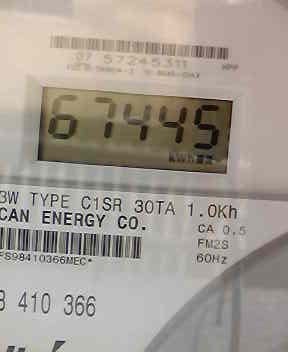 07 57245311
67445
3W TYPE C1SR 30TA 1.0Kh
CAN ENERGY CO.
CA 0.5
FM2S
FS98410366MEC*
60Hz
410 366